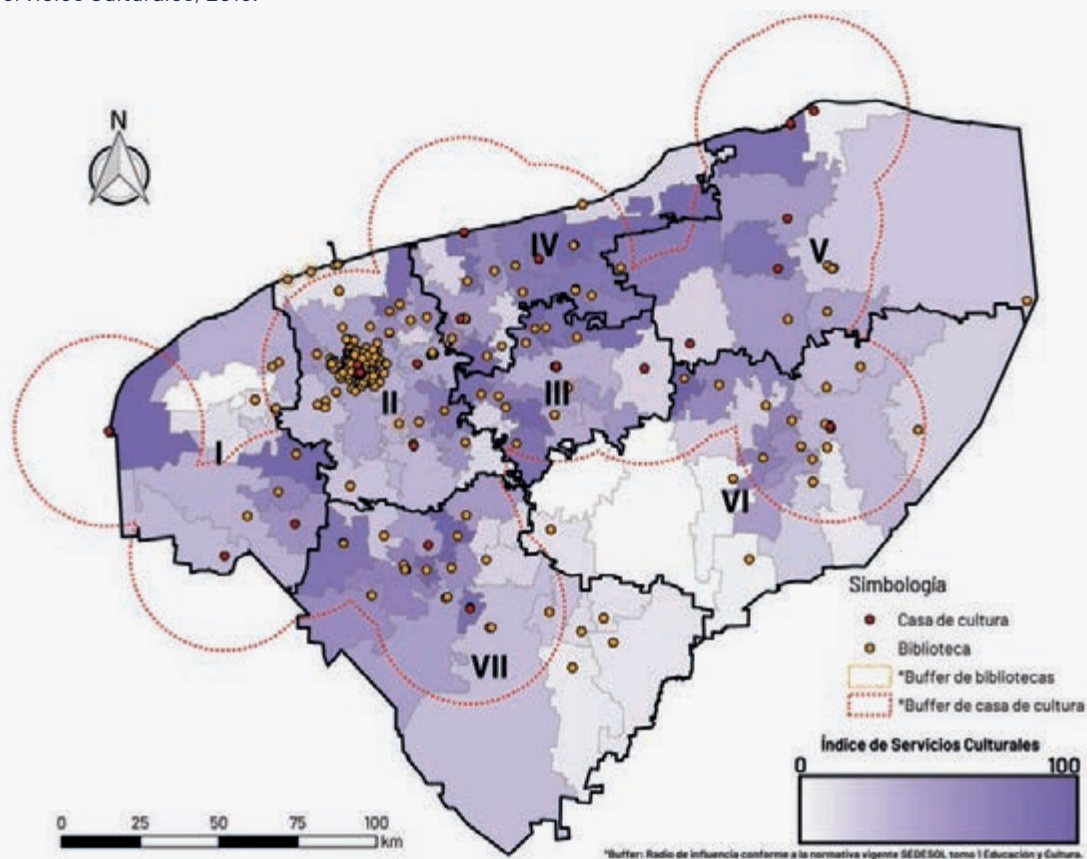 N
IV
V
II
III
I
VI
VII
Simbología
Casa de cultura
Biblioteca
*Buffer de bibliotecas
*Buffer de casa de cultura
Índice de Servicios Culturales
0 100
0 25 50 75 100
km
*Buffer: Radio de influencia conforme a la normativa vigente SEDESOL tomo I Educación y Cultura.